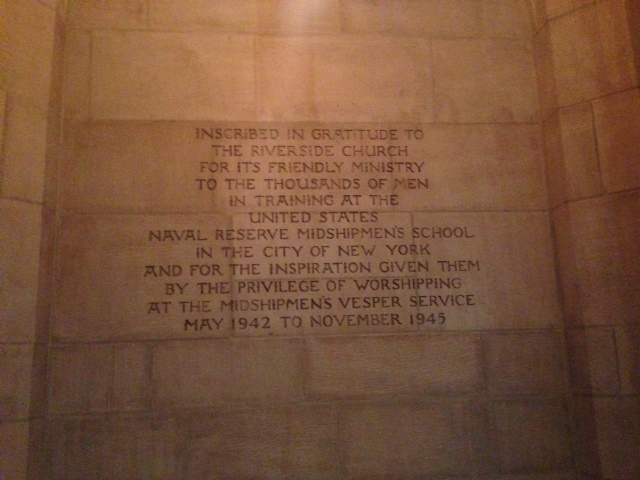 INSCRIBED IN GRATITUDE TO
THE RIVERSIDE CHURCH
FOR ITS FRIENDLY MINISTRY
TO THE THOUSANDS OF MEN
IN TRAINING AT THE
UNITED STATES
NAVAL RESERVE MIDSHIPMEN'S SCHOOL
IN THE CITY OF NEW YORK
AND FOR THE INSPIRATION GIVEN THEM
BY THE PRIVILEGE OF WORSHIPPING
AT THE MIDSHIPMEN'S VESPER SERVICE
MAY 1942 TO NOVEMBER 1945